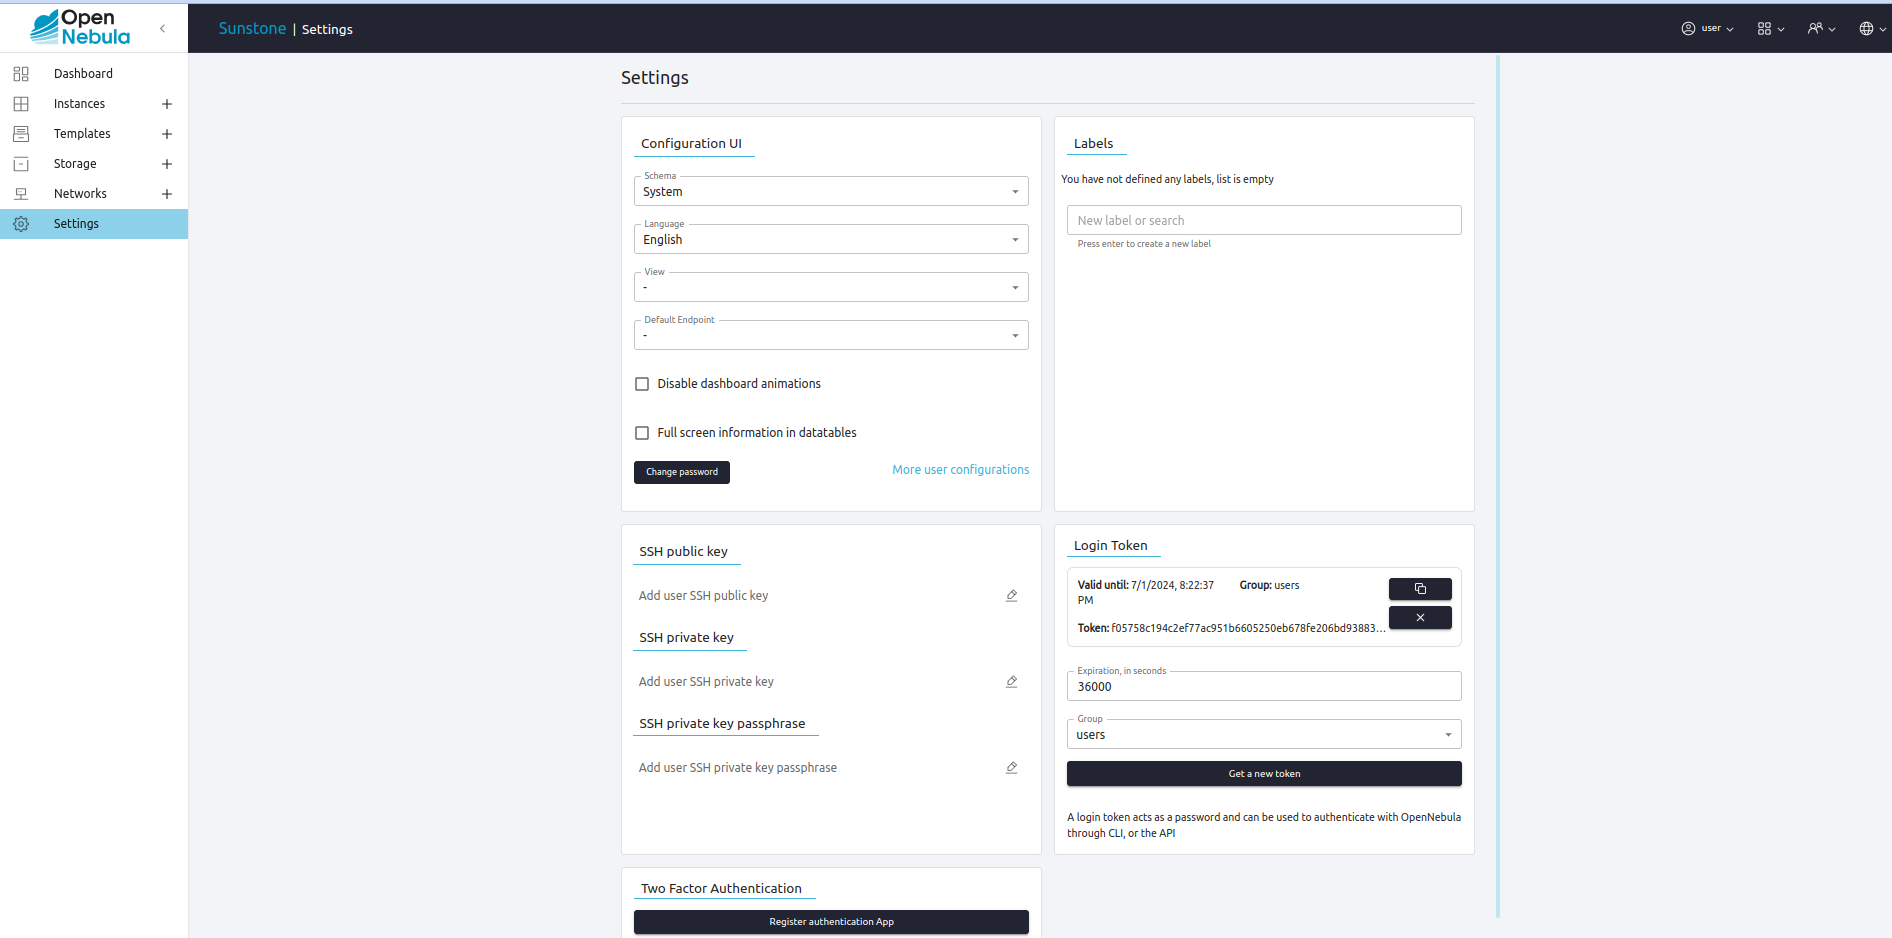 Open
Nebula
Sunstone | Settings
user
Dashboard
Instances
Templates
Storage
Networks
Settings
Settings
Configuration UI
Schema
System
Language
English
View
-
Default Endpoint
-
Disable dashboard animations
Full screen information in datatables
Change password
More user configurations
Labels
You have not defined any labels, list is empty
New label or search
Press enter to create a new label
SSH public key
Add user SSH public key
SSH private key
Add user SSH private key
SSH private key passphrase
Add user SSH private key passphrase
Login Token
Valid until: 7/1/2024, 8:22:37 Group: users
PM
Token: f05758c194c2ef77ac951b6605250eb678fe206bd93883...
Expiration, in seconds
36000
Group
users
Get a new token
A login token acts as a password and can be used to authenticate with OpenNebula
through CLI, or the API
Two Factor Authentication
Register authentication App